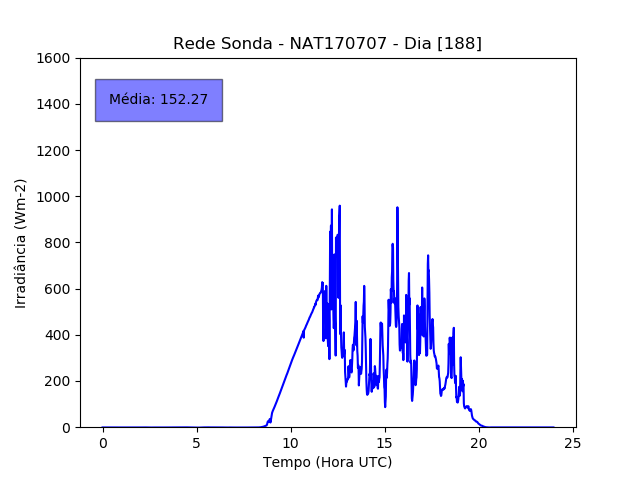 Rede Sonda - NAT170707 - Dia [188]
1600
1400
1200
1000
800
600
400
200
0
Irradiância (Wm-2)
Média: 152.27
0 5 10 15 20 25
Tempo (Hora UTC)